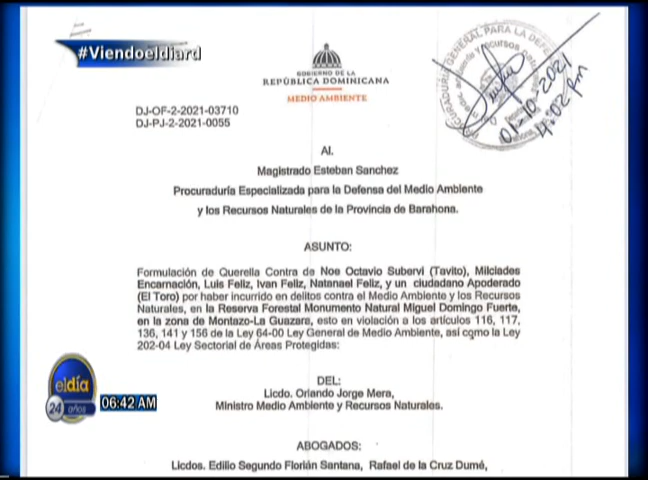 #Viendoeldiard
GOBIERNO DE LA
REPÚBLICA DOMINICANA
MEDIO AMBIENTE
01-10-2021
4:02 Pm
DJ-OF-2-2021-03710
DJ-PJ-2-2021-0055
Al.
Magistrado Esteban Sanchez
Procuraduría Especializada para la Defensa del Medio Ambiente
y los Recursos Naturales de la Provincia de Barahona.
ASUNTO:
Formulación de Querella Contra de Noe Octavio Subervi (Tavito), Milciades
Encarnación, Luis Feliz, Ivan Feliz, Natanael Feliz, y un ciudadano Apoderado
(El Toro) por haber incurrido en delitos contra el Medio Ambiente y los Recursos
Naturales, en la Reserva Forestal Monumento Natural Miguel Domingo Fuerte,
en la zona de Montazo-La Guazara, esto en violación a los artículos 116, 117,
136, 141 y 156 de la Ley 64-00 Ley General de Medio Ambiente, así como la Ley
202-04 Ley Sectorial de Áreas Protegidas:
DEL:
Licdo. Orlando Jorge Mera,
Ministro Medio Ambiente y Recursos Naturales.
ABOGADOS:
Licdos. Edilio Segundo Florián Santana, Rafael de la Cruz Dumé,
eldía
24 años
06:42 AM